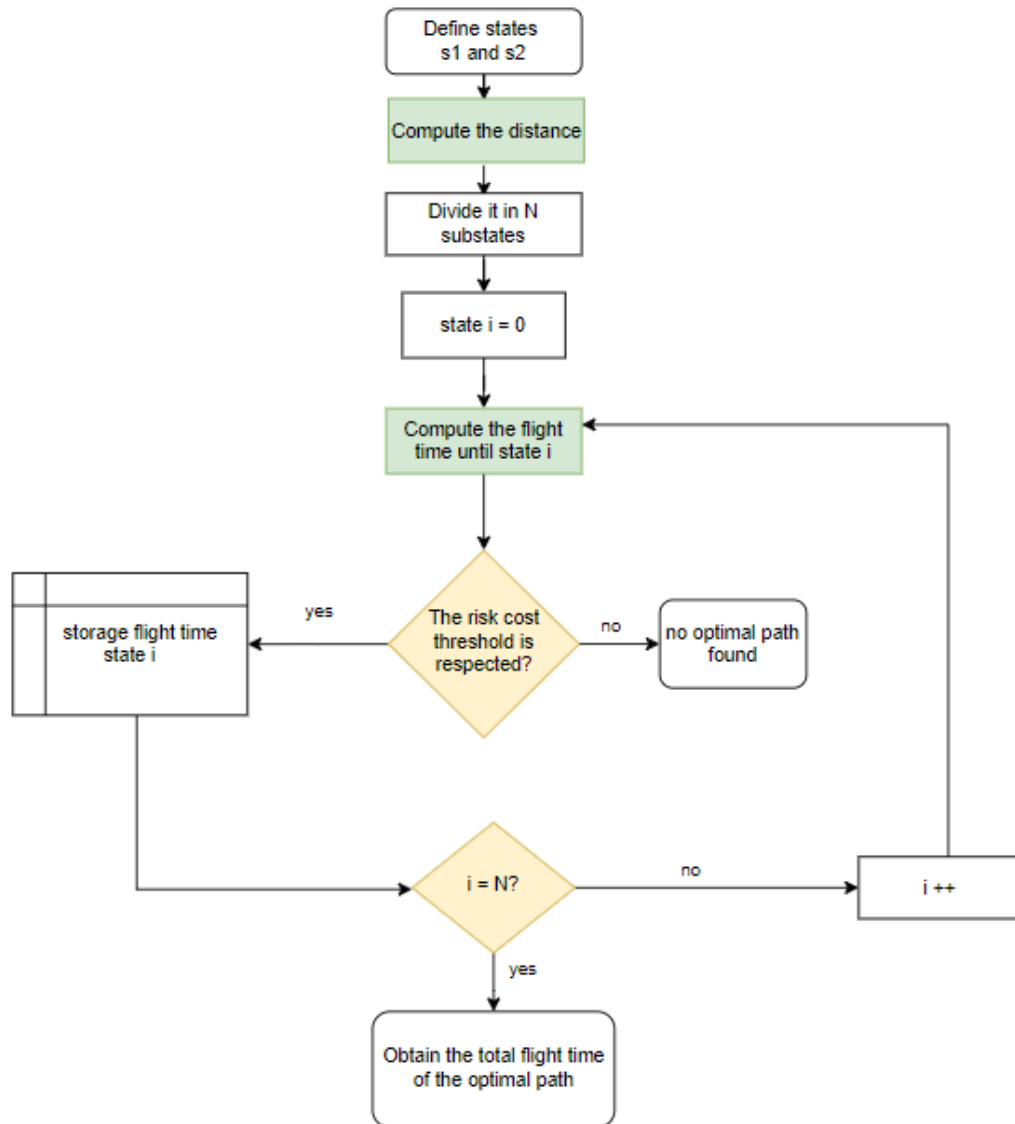 Define states
s1 and s2
Compute the distance
Divide it in N
substates
state i = 0
Compute the flight
time until state i
The risk cost
threshold is
respected?
yes
no
storage flight time
state i
no optimal path
found
i = N?
no
i ++
yes
Obtain the total flight time
of the optimal path